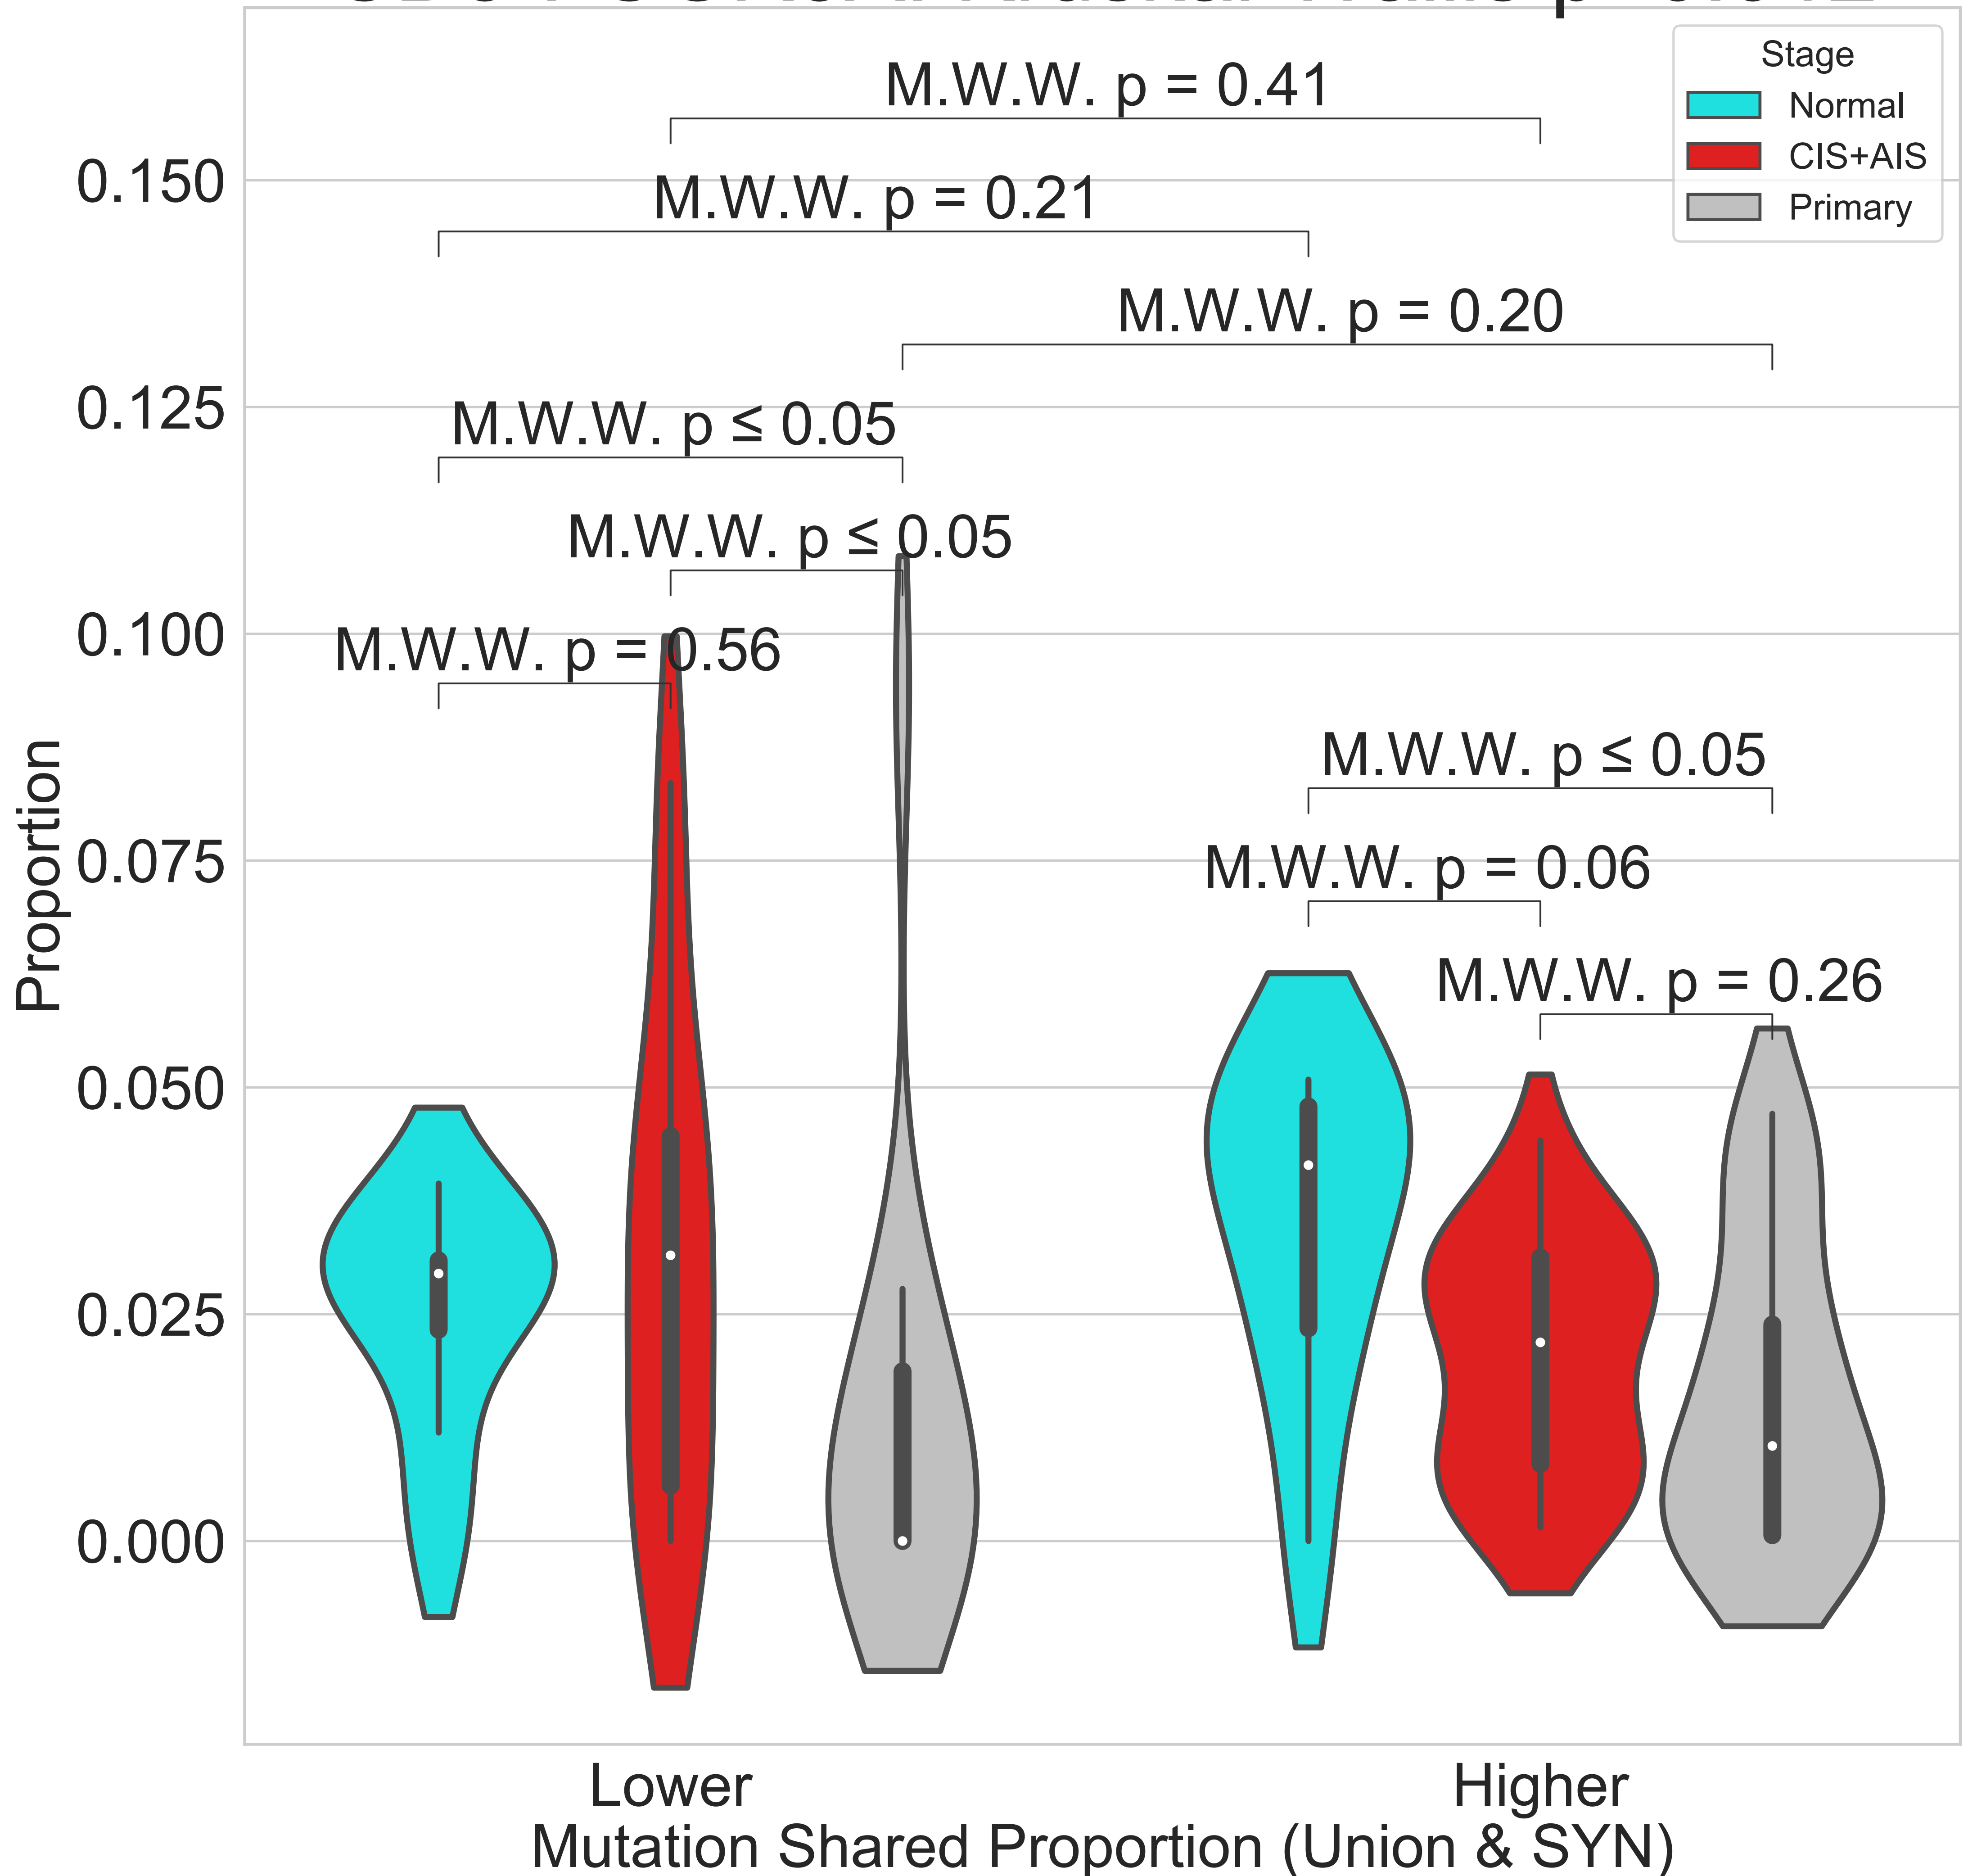 Stage
Normal
CIS+AIS
Primary
M.W.W. p = 0.41
0.150
M.W.W. p = 0.21
M.W.W. p = 0.20
0.125
M.W.W. p ≤ 0.05
M.W.W. p ≤ 0.05
0.100
M.W.W. p = 0.56
M.W.W. p ≤ 0.05
0.075
M.W.W. p = 0.06
Proportion
M.W.W. p = 0.26
0.050
0.025
0.000
Lower
Higher
Mutation Shared Proportion (Union & SYN)